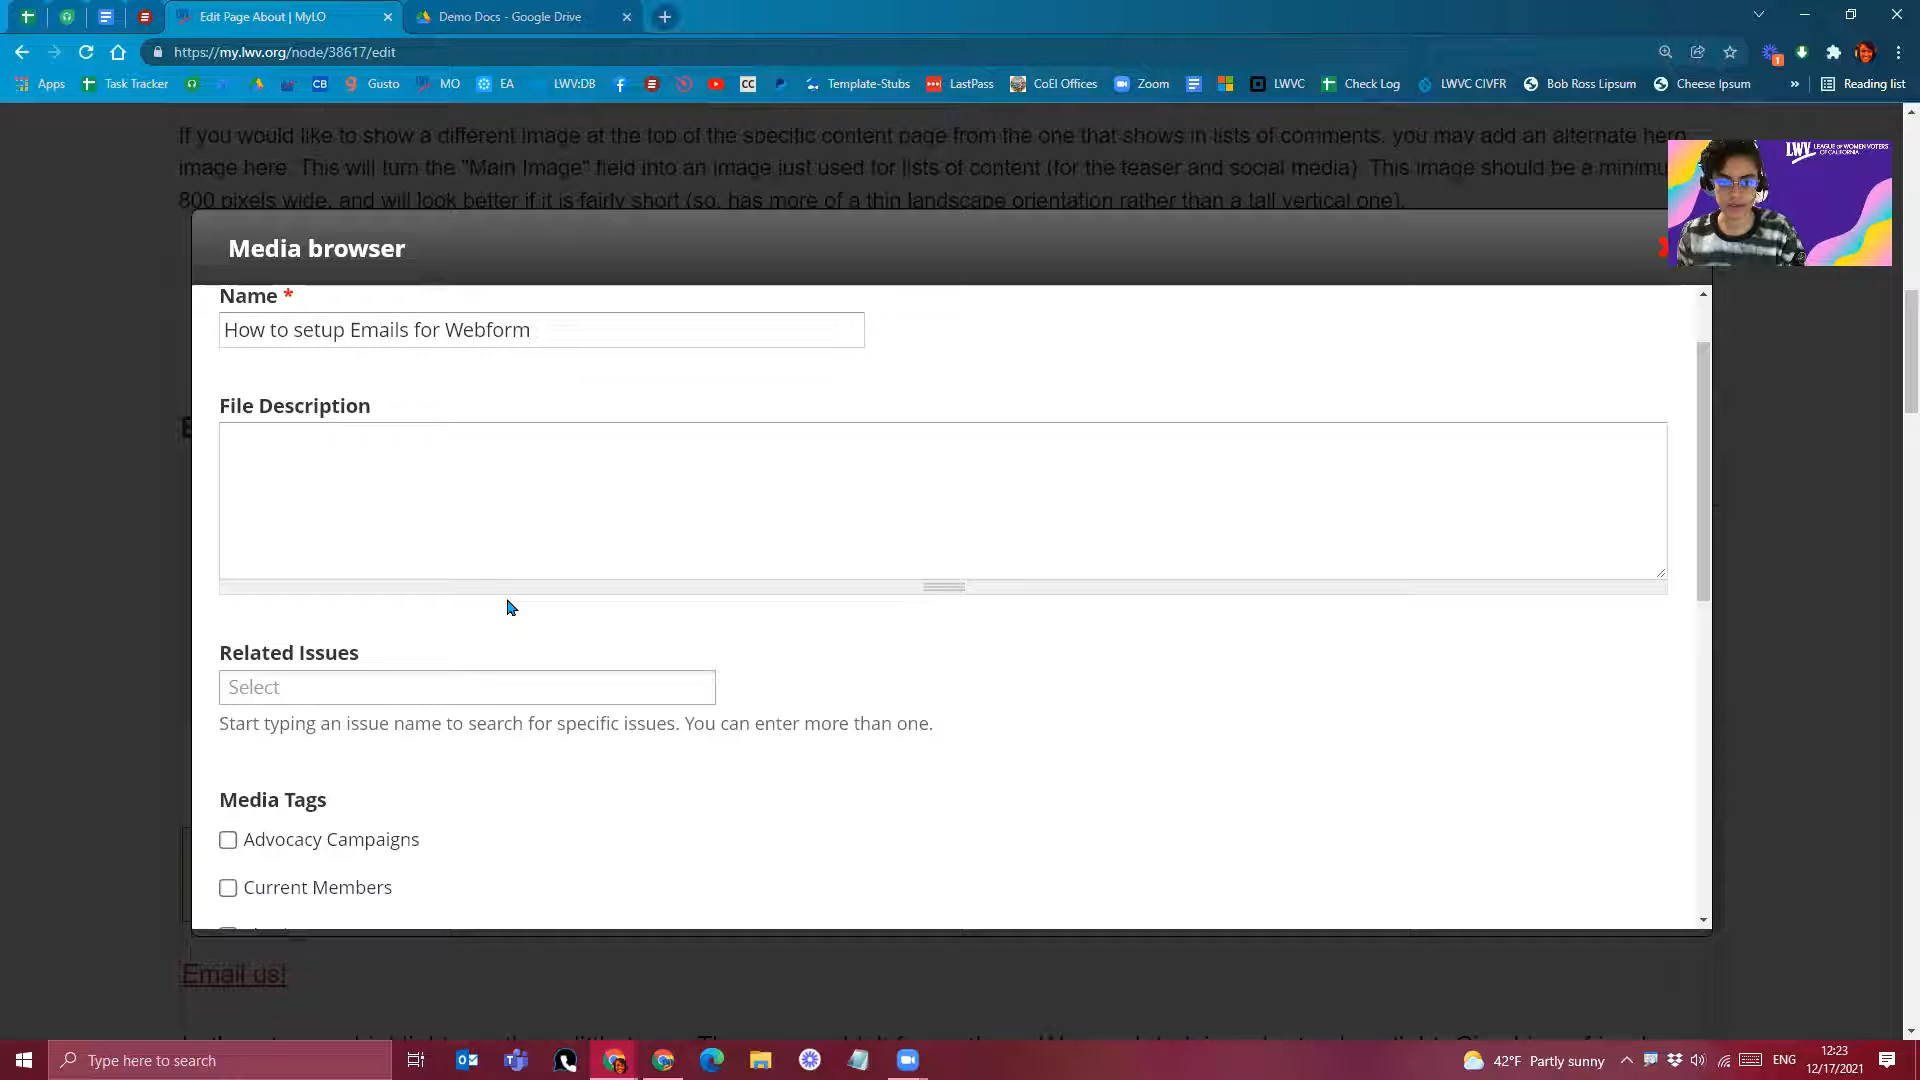 Edit Page About | MyLO
Demo Docs - Google Drive
https://my.lwv.org/node/38617/edit
Apps
Task Tracker
CB
Gusto
MO
EA
LWV:DB
CC
Template-Stubs
LastPass
CoEI Offices
Zoom
LWVC
Check Log
LWVC CIVFR
Bob Ross Lipsum
Cheese Ipsum
»
Reading list
If you would like to show a different image at the top of the specific content page from the one that shows in lists of comments, you may add an alternate hero
image here. This will turn the "Main Image" field into an image just used for lists of content (for the teaser and social media). This image should be a minimu
800 pixels wide, and will look better if it is fairly short (so, has more of a thin landscape orientation rather than a tall vertical one).
LWV LEAGUE OF WOMEN VOTERS
OF CALIFORNIA
Media browser
Name *
How to setup Emails for Webform
File Description
Related Issues
Select
Start typing an issue name to search for specific issues. You can enter more than one.
Media Tags
Advocacy Campaigns
Current Members
Email us!
Type here to search
42°F Partly sunny
ENG
12:23
12/17/2021